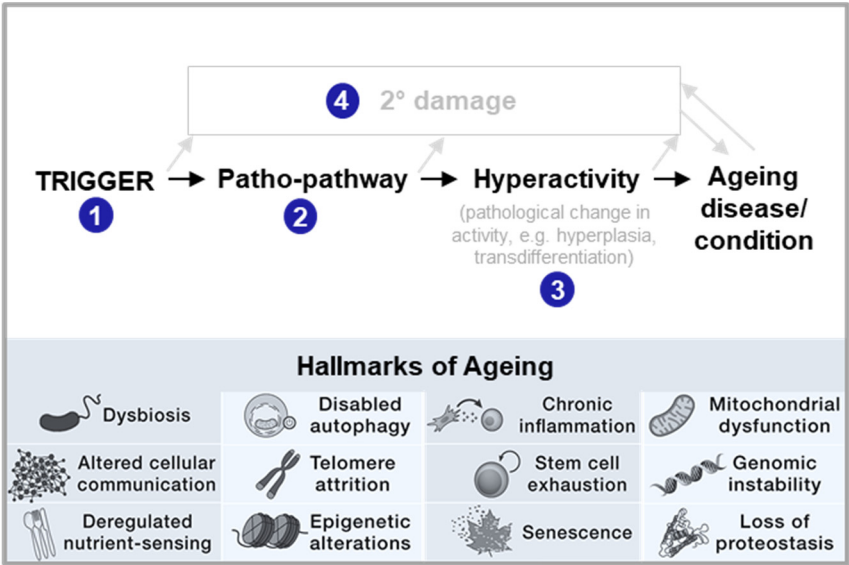 4 2° damage
TRIGGER
Patho-pathway
Hyperactivity
Ageing
disease/
condition
(pathological change in
activity, e.g. hyperplasia,
transdifferentiation)
1
2
3
Hallmarks of Ageing
Dysbiosis
Disabled
autophagy
Chronic
inflammation
Mitochondrial
dysfunction
Altered cellular
communication
Telomere
attrition
Stem cell
exhaustion
Genomic
instability
Deregulated
nutrient-sensing
Epigenetic
alterations
Senescence
Loss of
proteostasis